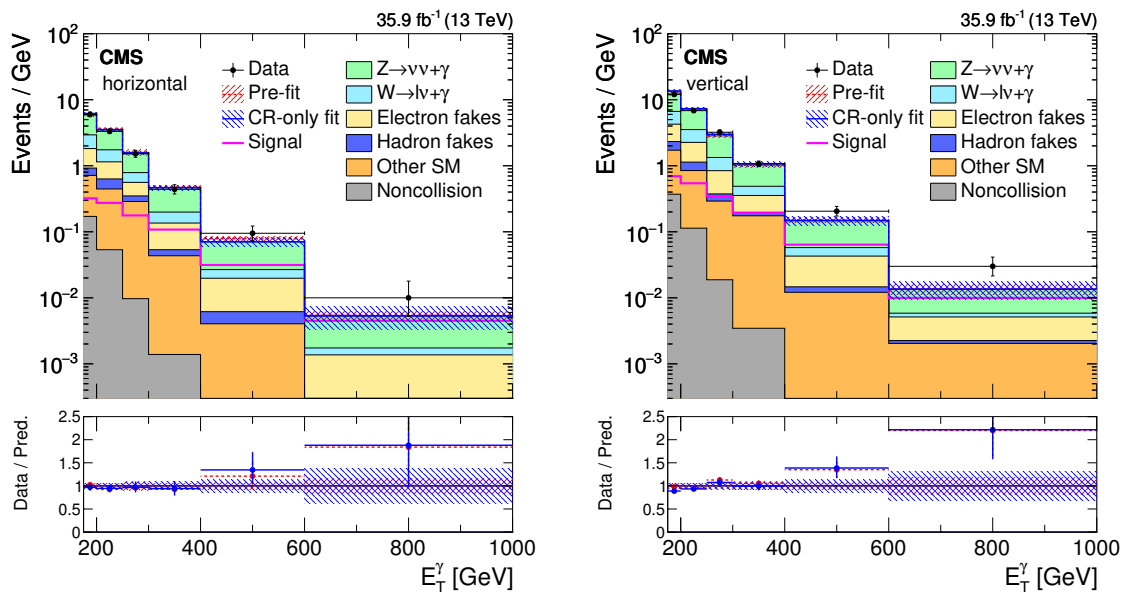 35.9 fb⁻¹ (13 TeV)
CMS
horizontal
Data
Pre-fit
CR-only fit
Signal
Z→νν+γ
W→lν+γ
Electron fakes
Hadron fakes
Other SM
Noncollision
Events / GeV
10²
10
1
10⁻¹
10⁻²
10⁻³
Data / Pred.
2.5
2
1.5
1
0.5
0
200 400 600 800 1000
E_T^γ [GeV]
35.9 fb⁻¹ (13 TeV)
CMS
vertical
Data
Pre-fit
CR-only fit
Signal
Z→νν+γ
W→lν+γ
Electron fakes
Hadron fakes
Other SM
Noncollision
Events / GeV
10²
10
1
10⁻¹
10⁻²
10⁻³
Data / Pred.
2.5
2
1.5
1
0.5
0
200 400 600 800 1000
E_T^γ [GeV]